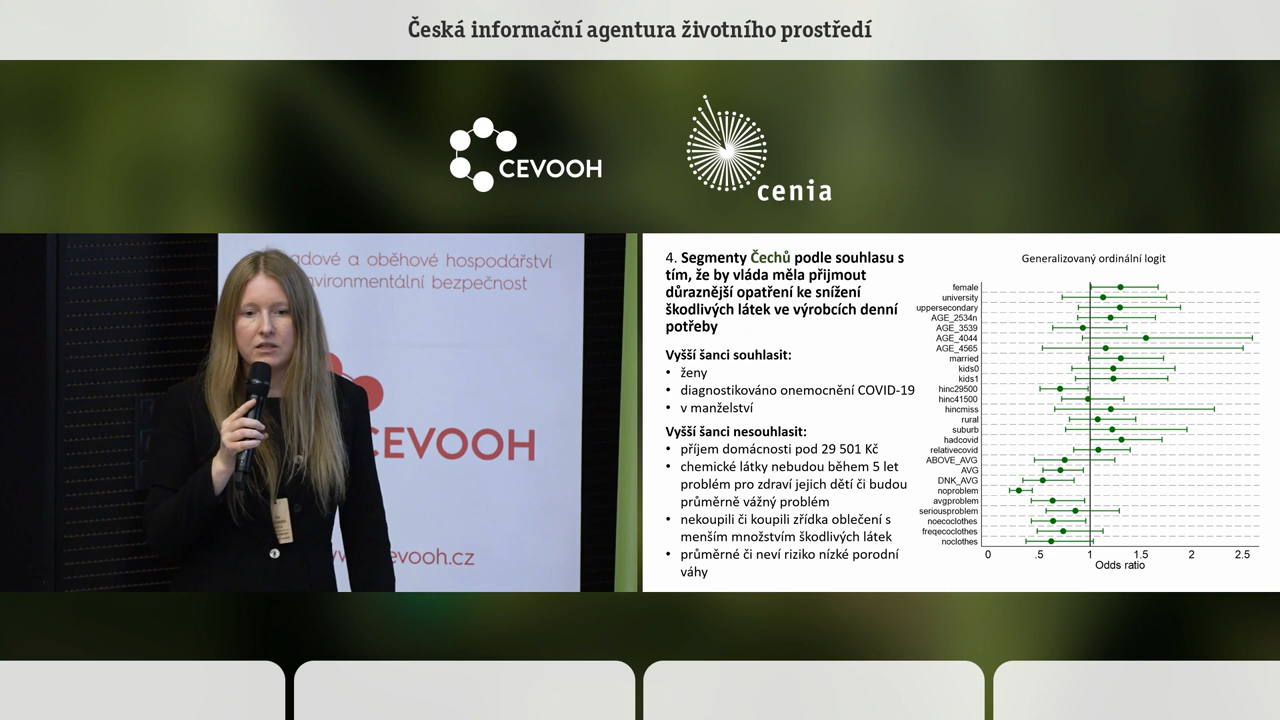 Česká informační agentura životního prostředí
CEVOOH
cenia
adové a oběhové hospodářství
nvironmentální bezpečnost
CEVOOH
evooh.cz
4. Segmenty Čechů podle souhlasu s
tím, že by vláda měla přijmout
důraznější opatření ke snížení
škodlivých látek ve výrobcích denní
potřeby
Vyšší šanci souhlasit:
• ženy
• diagnostikováno onemocnění COVID-19
• v manželství
Vyšší šanci nesouhlasit:
• příjem domácnosti pod 29 501 Kč
• chemické látky nebudou během 5 let
problém pro zdraví jejich dětí či budou
průměrně vážný problém
• nekoupili či koupili zřídka oblečení s
menším množstvím škodlivých látek
• průměrné či neví riziko nízké porodní
váhy
Generalizovaný ordinální logit
female
university
uppersecondary
AGE_2534n
AGE_3539
AGE_4044
AGE_4565
married
kids0
kids1
hinc29500
hinc41500
hincmiss
rural
suburb
hadcovid
relativecovid
ABOVE_AVG
AVG
DNK_AVG
noproblem
avgproblem
seriousproblem
noecoclothes
freqecoclothes
noclothes
0 .5 1 1.5 2 2.5
Odds ratio